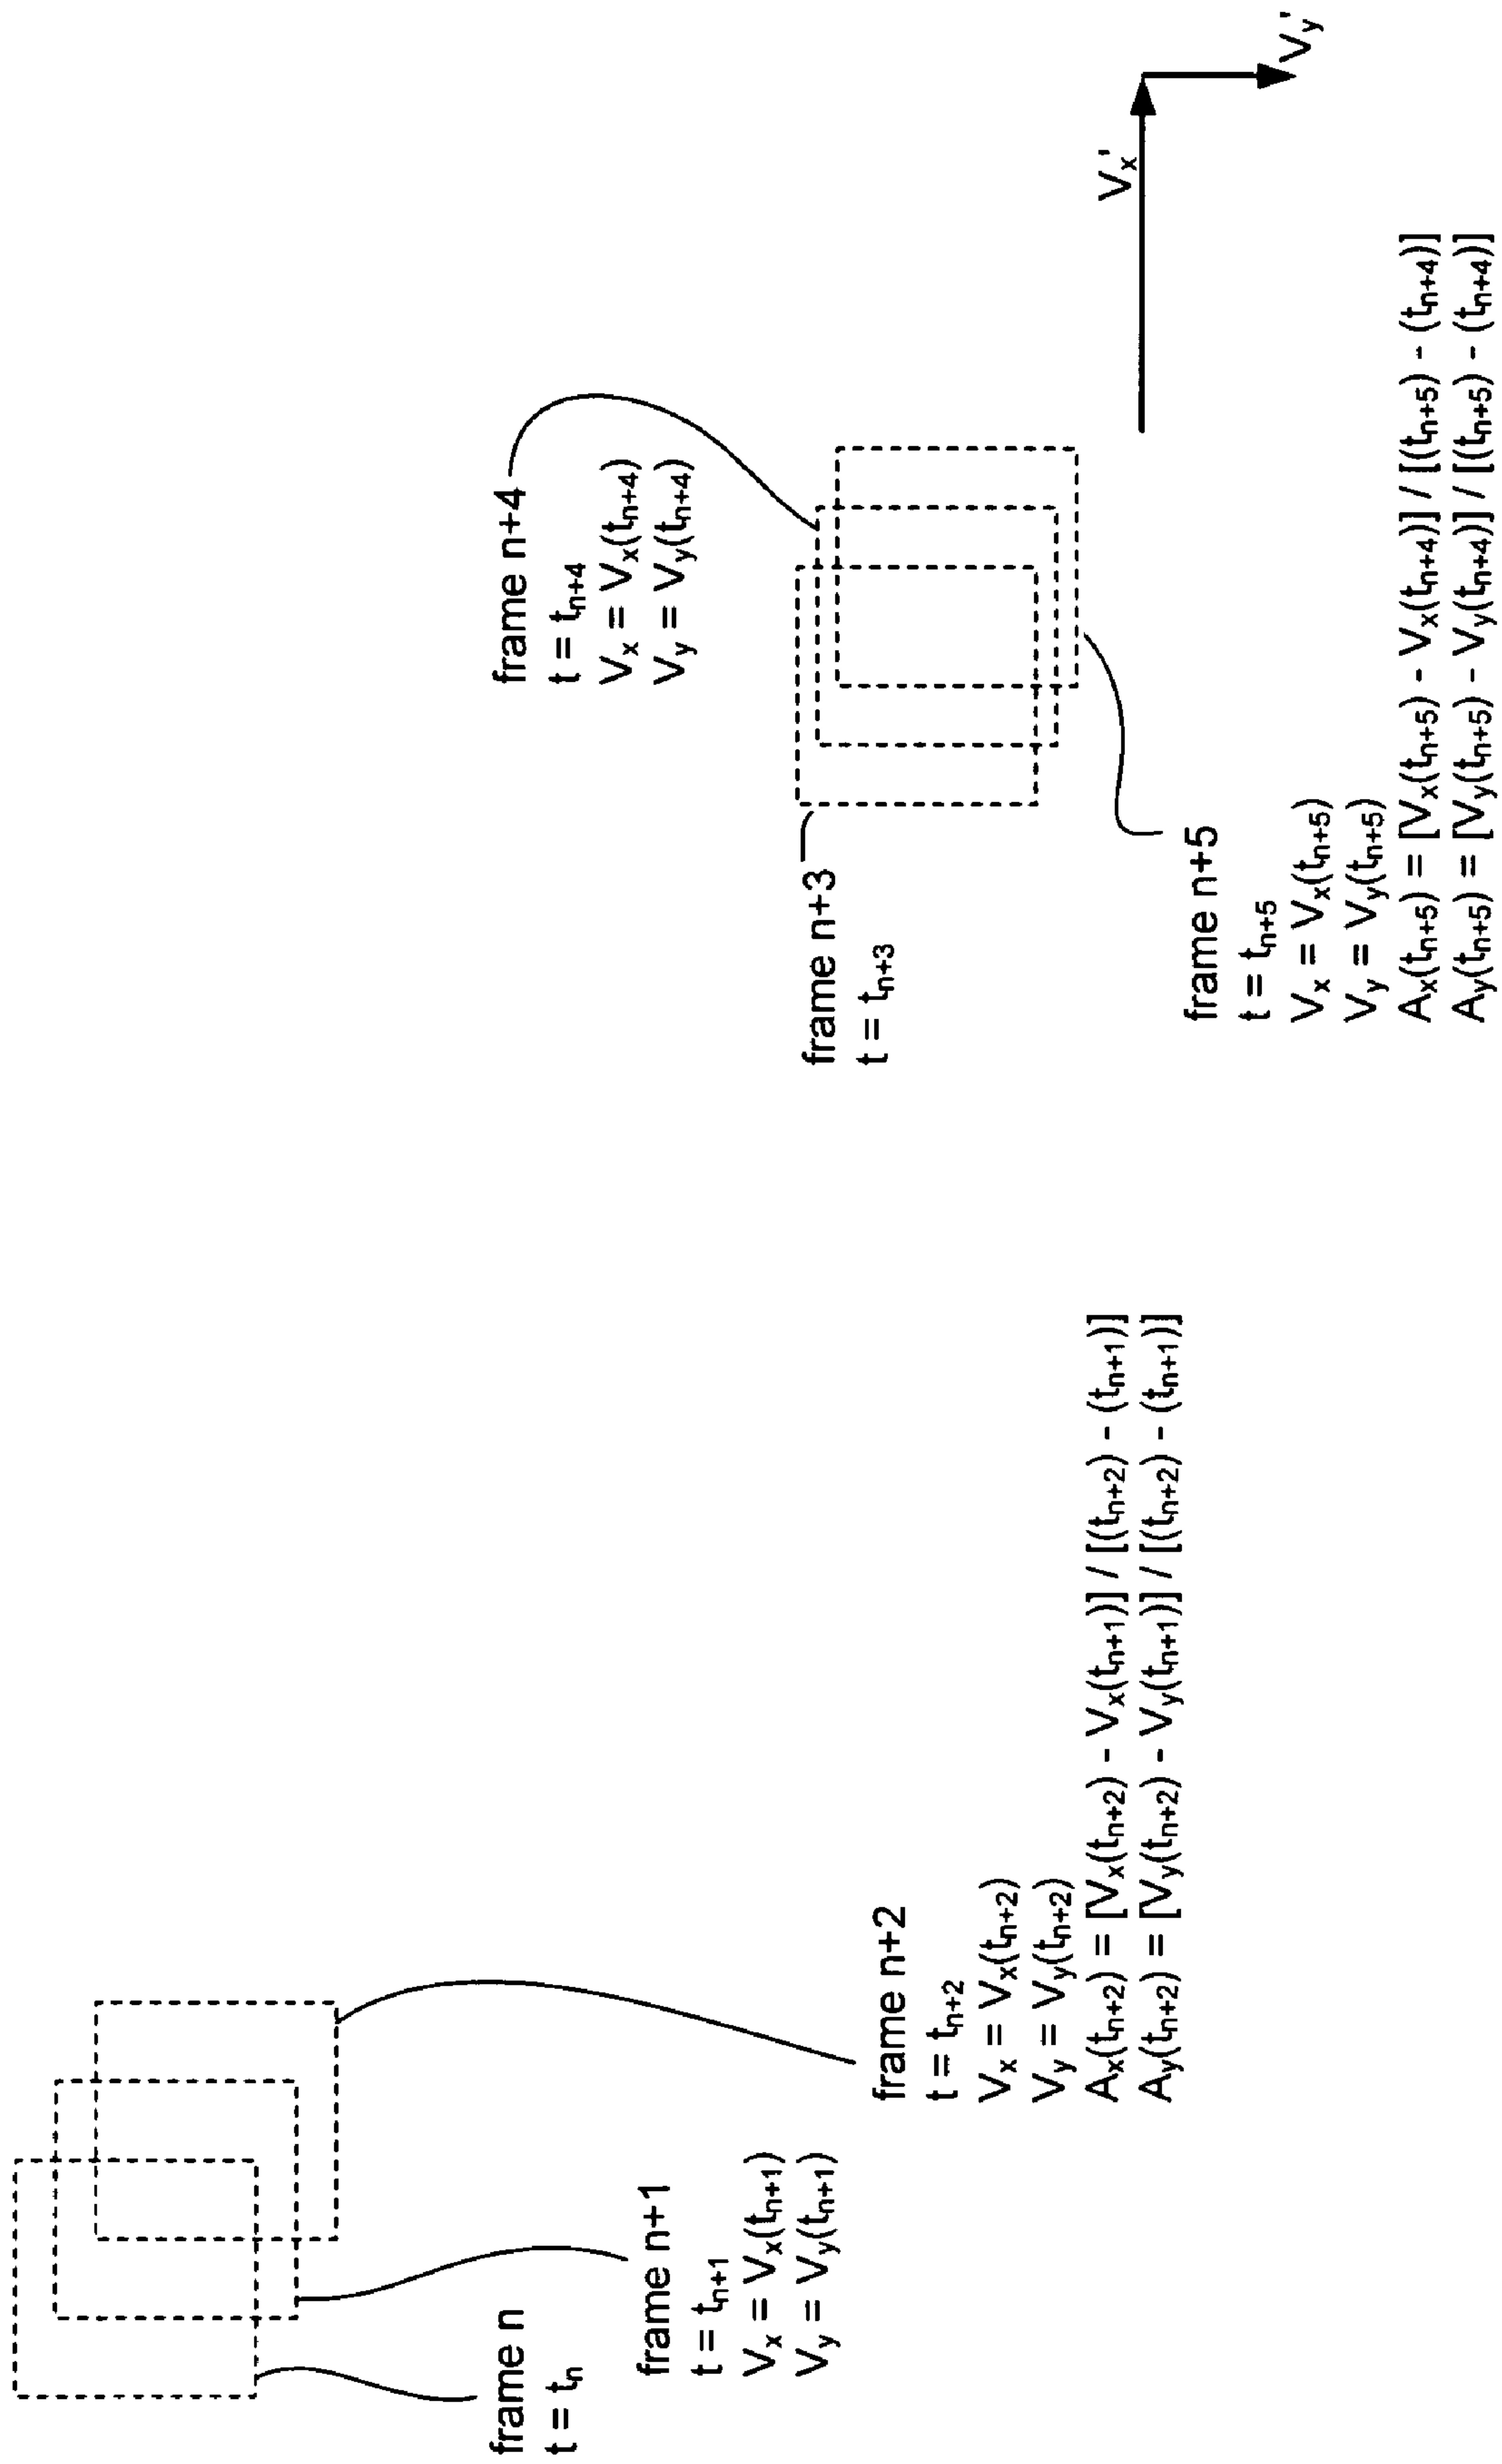 frame n
t = tn
frame n+1
t = tn+1
Vx = Vx(tn+1)
Vy = Vy(tn+1)
frame n+2
t = tn+2
Vx = Vx(tn+2)
Vy = Vy(tn+2)
Ax(tn+2) = [Vx(tn+2) - Vx(tn+1)] / [(tn+2) - (tn+1)]
Ay(tn+2) = [Vy(tn+2) - Vy(tn+1)] / [(tn+2) - (tn+1)]
frame n+3
t = tn+3
frame n+4
t = tn+4
Vx = Vx(tn+4)
Vy = Vy(tn+4)
frame n+5
t = tn+5
Vx = Vx(tn+5)
Vy = Vy(tn+5)
Ax(tn+5) = [Vx(tn+5) - Vx(tn+4)] / [(tn+5) - (tn+4)]
Ay(tn+5) = [Vy(tn+5) - Vy(tn+4)] / [(tn+5) - (tn+4)]
Vx'
Vy'